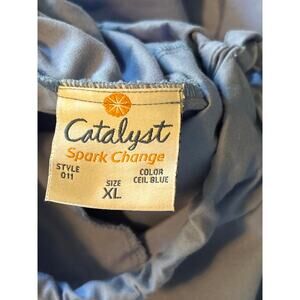 Catalyst
Spark Change
STYLE
011
SIZE
XL
COLOR
CEIL BLUE